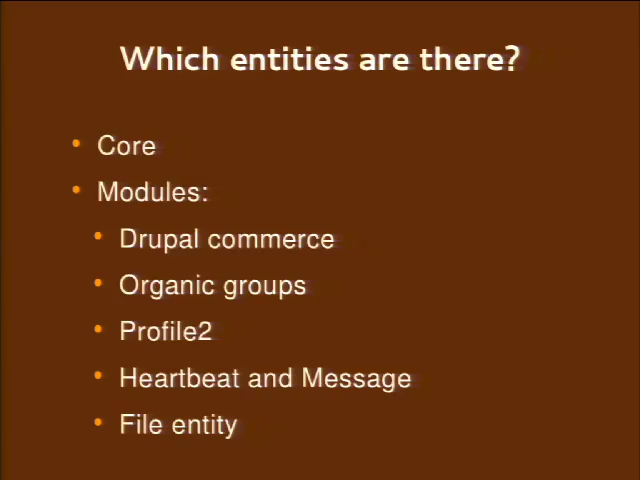 Which entities are there?
Core
Modules:
Drupal commerce
Organic groups
Profile2
Heartbeat and Message
File entity